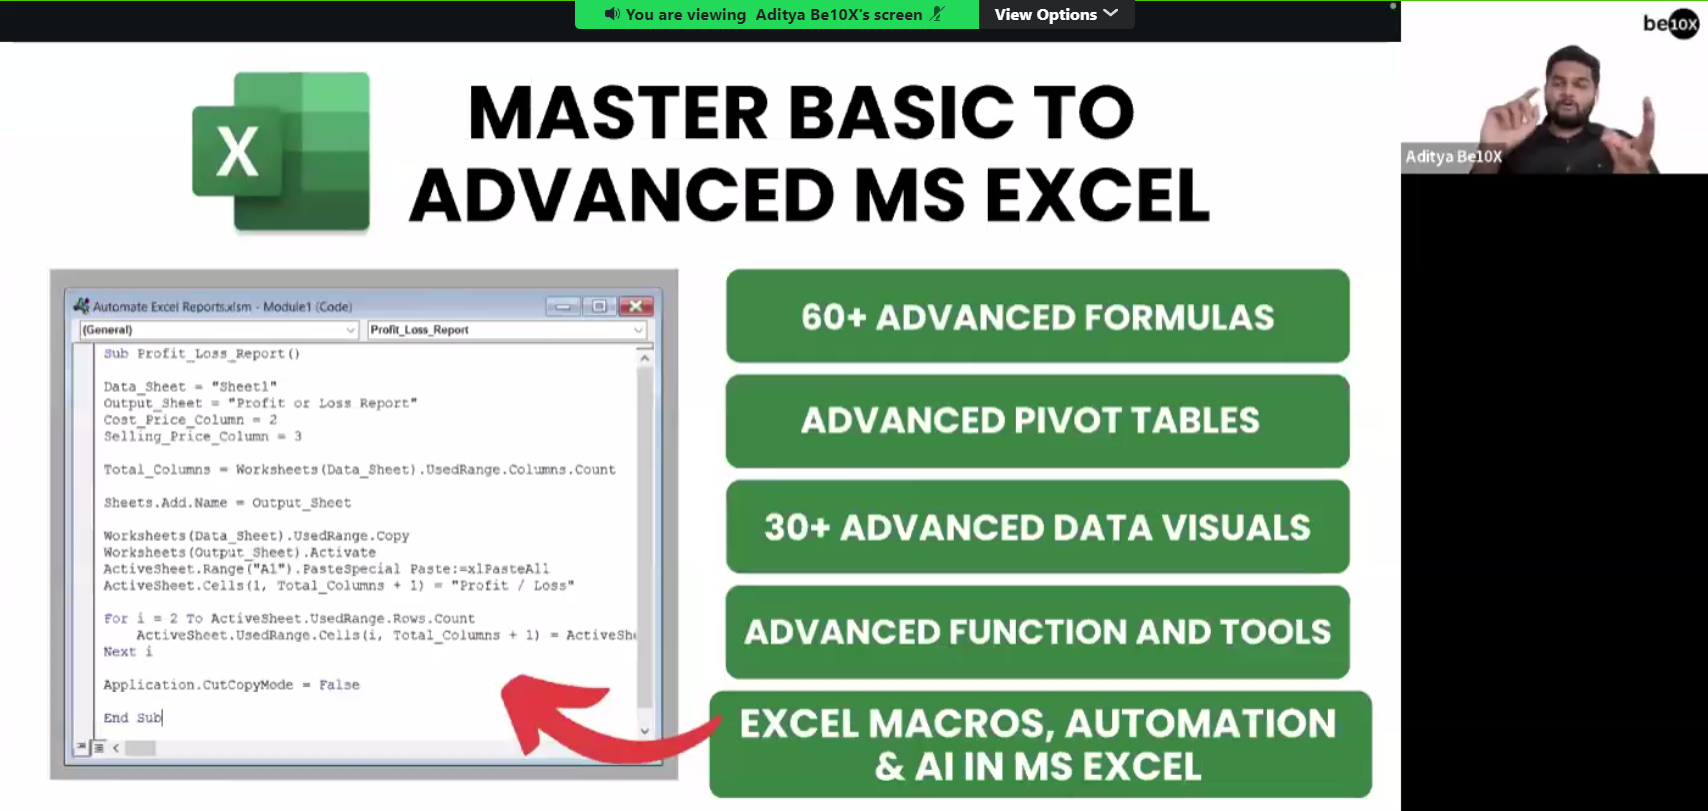 You are viewing Aditya Be10X's screen
View Options
be10X
Aditya Be10X
X
MASTER BASIC TO
ADVANCED MS EXCEL
Automate Excel Reports.xlsm - Module1 (Code)
(General)
Profit_Loss_Report
Sub Profit_Loss_Report()
Data_Sheet = "Sheet1"
Output_Sheet = "Profit or Loss Report"
Cost_Price_Column = 2
Selling_Price_Column = 3
Total_Columns = Worksheets(Data_Sheet).UsedRange.Columns.Count
Sheets.Add.Name = Output_Sheet
Worksheets(Data_Sheet).UsedRange.Copy
Worksheets(Output_Sheet).Activate
ActiveSheet.Range("A1").PasteSpecial Paste:=xlPasteAll
ActiveSheet.Cells(1, Total_Columns + 1) = "Profit / Loss"
For i = 2 To ActiveSheet.UsedRange.Rows.Count
ActiveSheet.UsedRange.Cells(i, Total_Columns + 1) = ActiveSh
Next i
Application.CutCopyMode = False
End Sub
60+ ADVANCED FORMULAS
ADVANCED PIVOT TABLES
30+ ADVANCED DATA VISUALS
ADVANCED FUNCTION AND TOOLS
EXCEL MACROS, AUTOMATION
& AI IN MS EXCEL